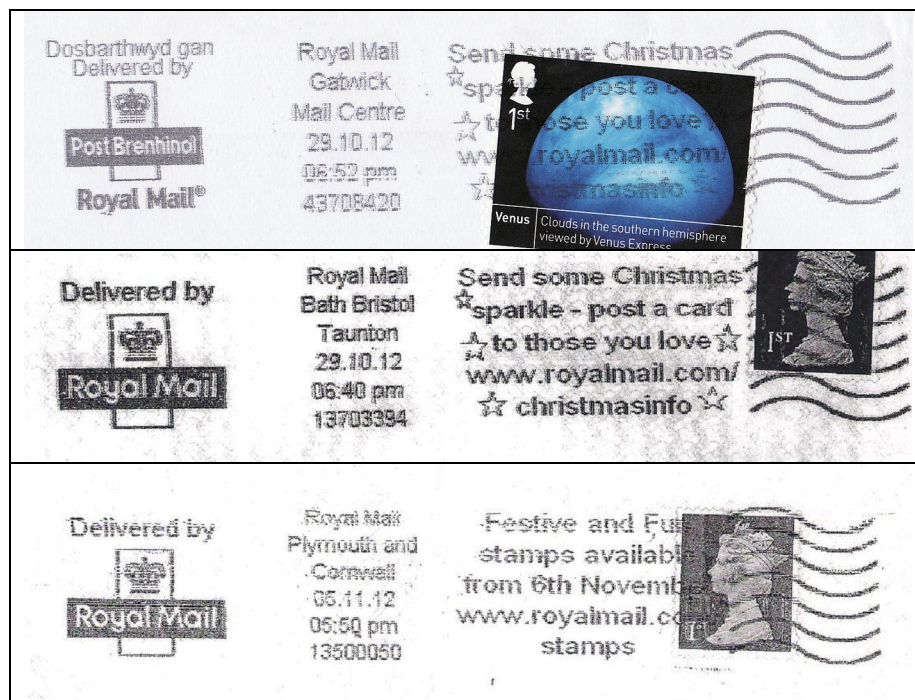 Dosbarthwyd gan
Delivered by
Post Brenhinol
Royal Mail®
Royal Mail
Gatwick
Mail Centre
29.10.12
06:52 pm
43708420
Send some Christmas
sparkle - post a card
to those you love
www.royalmail.com/
christmasinfo
1st
Venus
Clouds in the southern hemisphere
viewed by Venus Express
Delivered by
Royal Mail
Royal Mail
Bath Bristol
Taunton
29.10.12
06:40 pm
13703394
Send some Christmas
sparkle - post a card
to those you love
www.royalmail.com/
christmasinfo
1ST
Delivered by
Royal Mail
Royal Mail
Plymouth and
Cornwall
05.11.12
05:50 pm
13500050
Festive and Fun
stamps available
from 6th November
www.royalmail.com
stamps